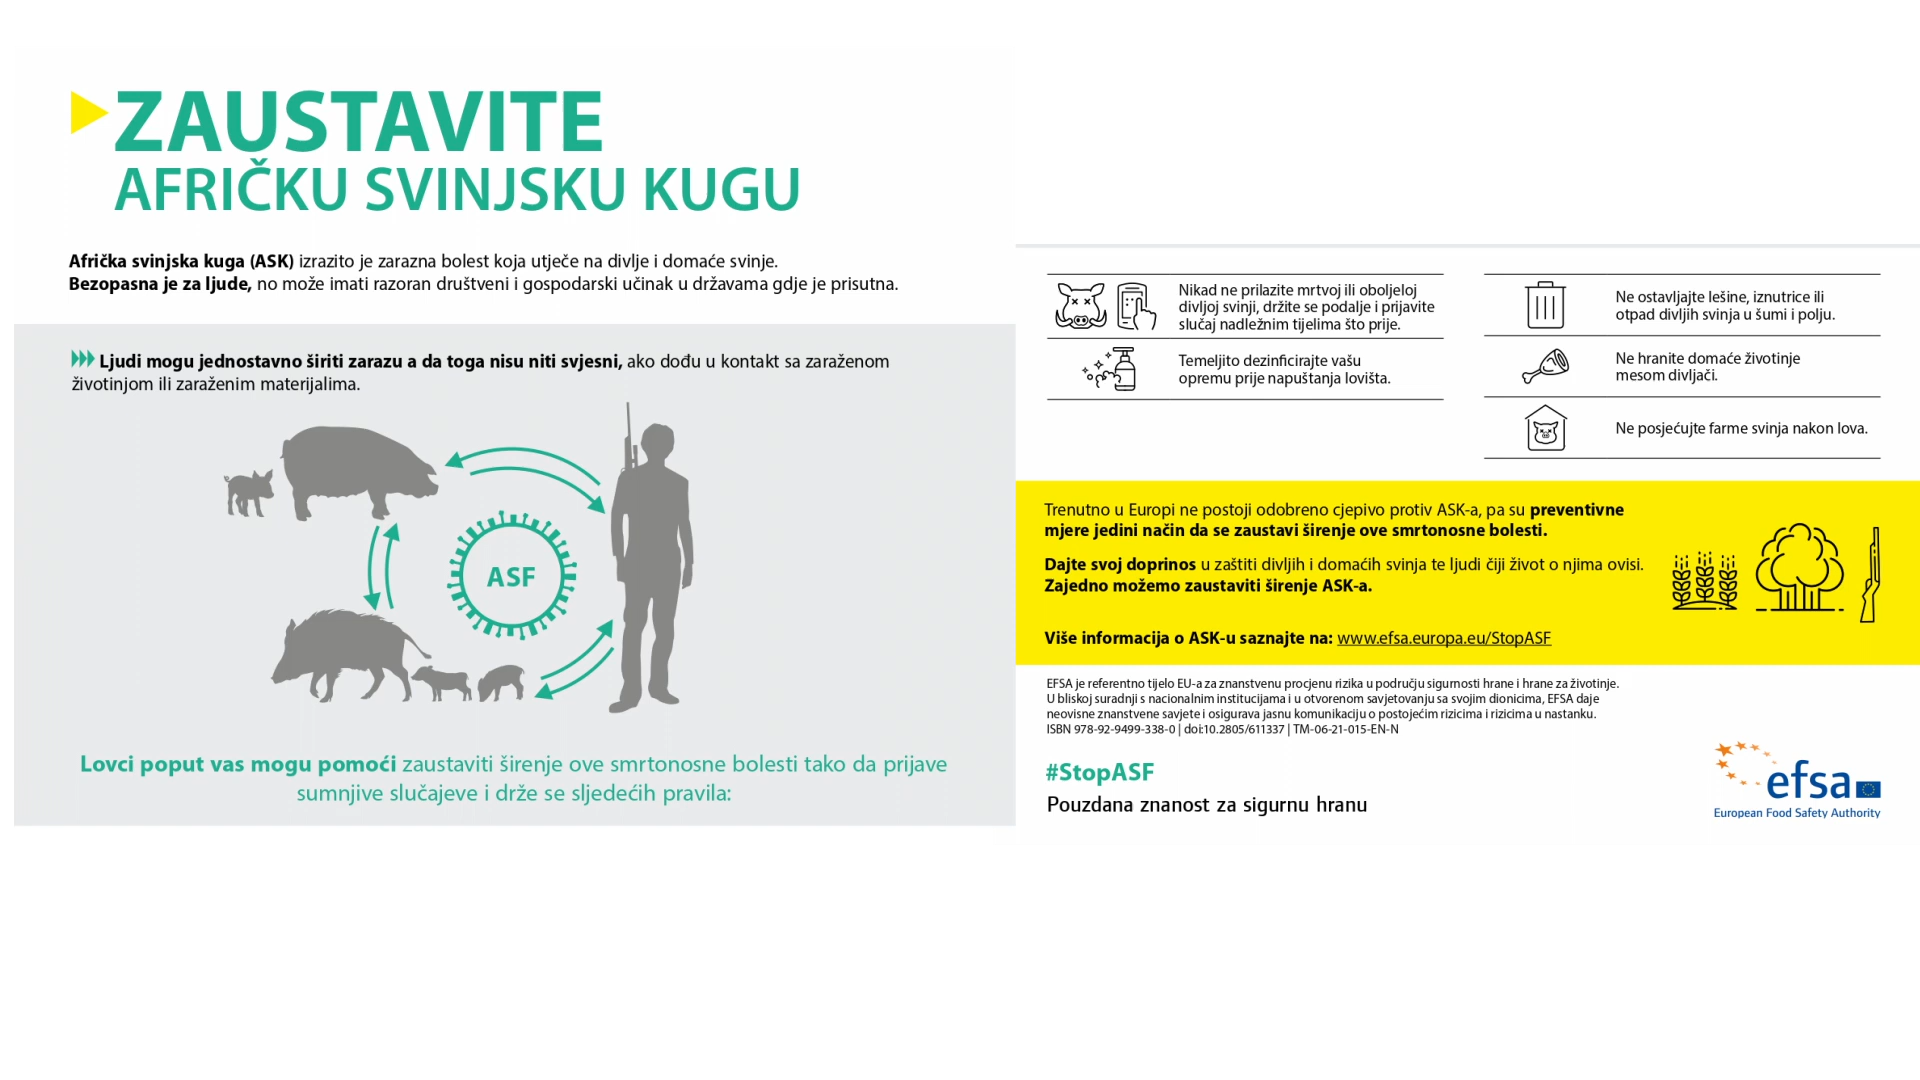 ZAUSTAVITE
AFRIČKU SVINJSKU KUGU
Afrička svinjska kuga (ASK) izrazito je zarazna bolest koja utječe na divlje i domaće svinje.
Bezopasna je za ljude, no može imati razoran društveni i gospodarski učinak u državama gdje je prisutna.
Ljudi mogu jednostavno širiti zarazu a da toga nisu niti svjesni, ako dođu u kontakt sa zaraženom
životinjom ili zaraženim materijalima.
ASF
Lovci poput vas mogu pomoći zaustaviti širenje ove smrtonosne bolesti tako da prijave
sumnjive slučajeve i drže se sljedećih pravila:
Nikad ne prilazite mrtvoj ili oboljeloj
divljoj svinji, držite se podalje i prijavite
slučaj nadležnim tijelima što prije.
Temeljito dezinficirajte vašu
opremu prije napuštanja lovišta.
Ne ostavljajte lešine, iznutrice ili
otpad divljih svinja u šumi i polju.
Ne hranite domaće životinje
mesom divljači.
Ne posjećujte farme svinja nakon lova.
Trenutno u Europi ne postoji odobreno cjepivo protiv ASK-a, pa su preventivne
mjere jedini način da se zaustavi širenje ove smrtonosne bolesti.
Dajte svoj doprinos u zaštiti divljih i domaćih svinja te ljudi čiji život o njima ovisi.
Zajedno možemo zaustaviti širenje ASK-a.
Više informacija o ASK-u saznajte na: www.efsa.europa.eu/StopASF
EFSA je referentno tijelo EU-a za znanstvenu procjenu rizika u području sigurnosti hrane i hrane za životinje.
U bliskoj suradnji s nacionalnim institucijama i u otvorenom savjetovanju sa svojim dionicima, EFSA daje
neovisne znanstvene savjete i osigurava jasnu komunikaciju o postojećim rizicima i rizicima u nastanku.
ISBN 978-92-9499-338-0 | doi:10.2805/611337 | TM-06-21-015-EN-N
#StopASF
Pouzdana znanost za sigurnu hranu
efsa
European Food Safety Authority